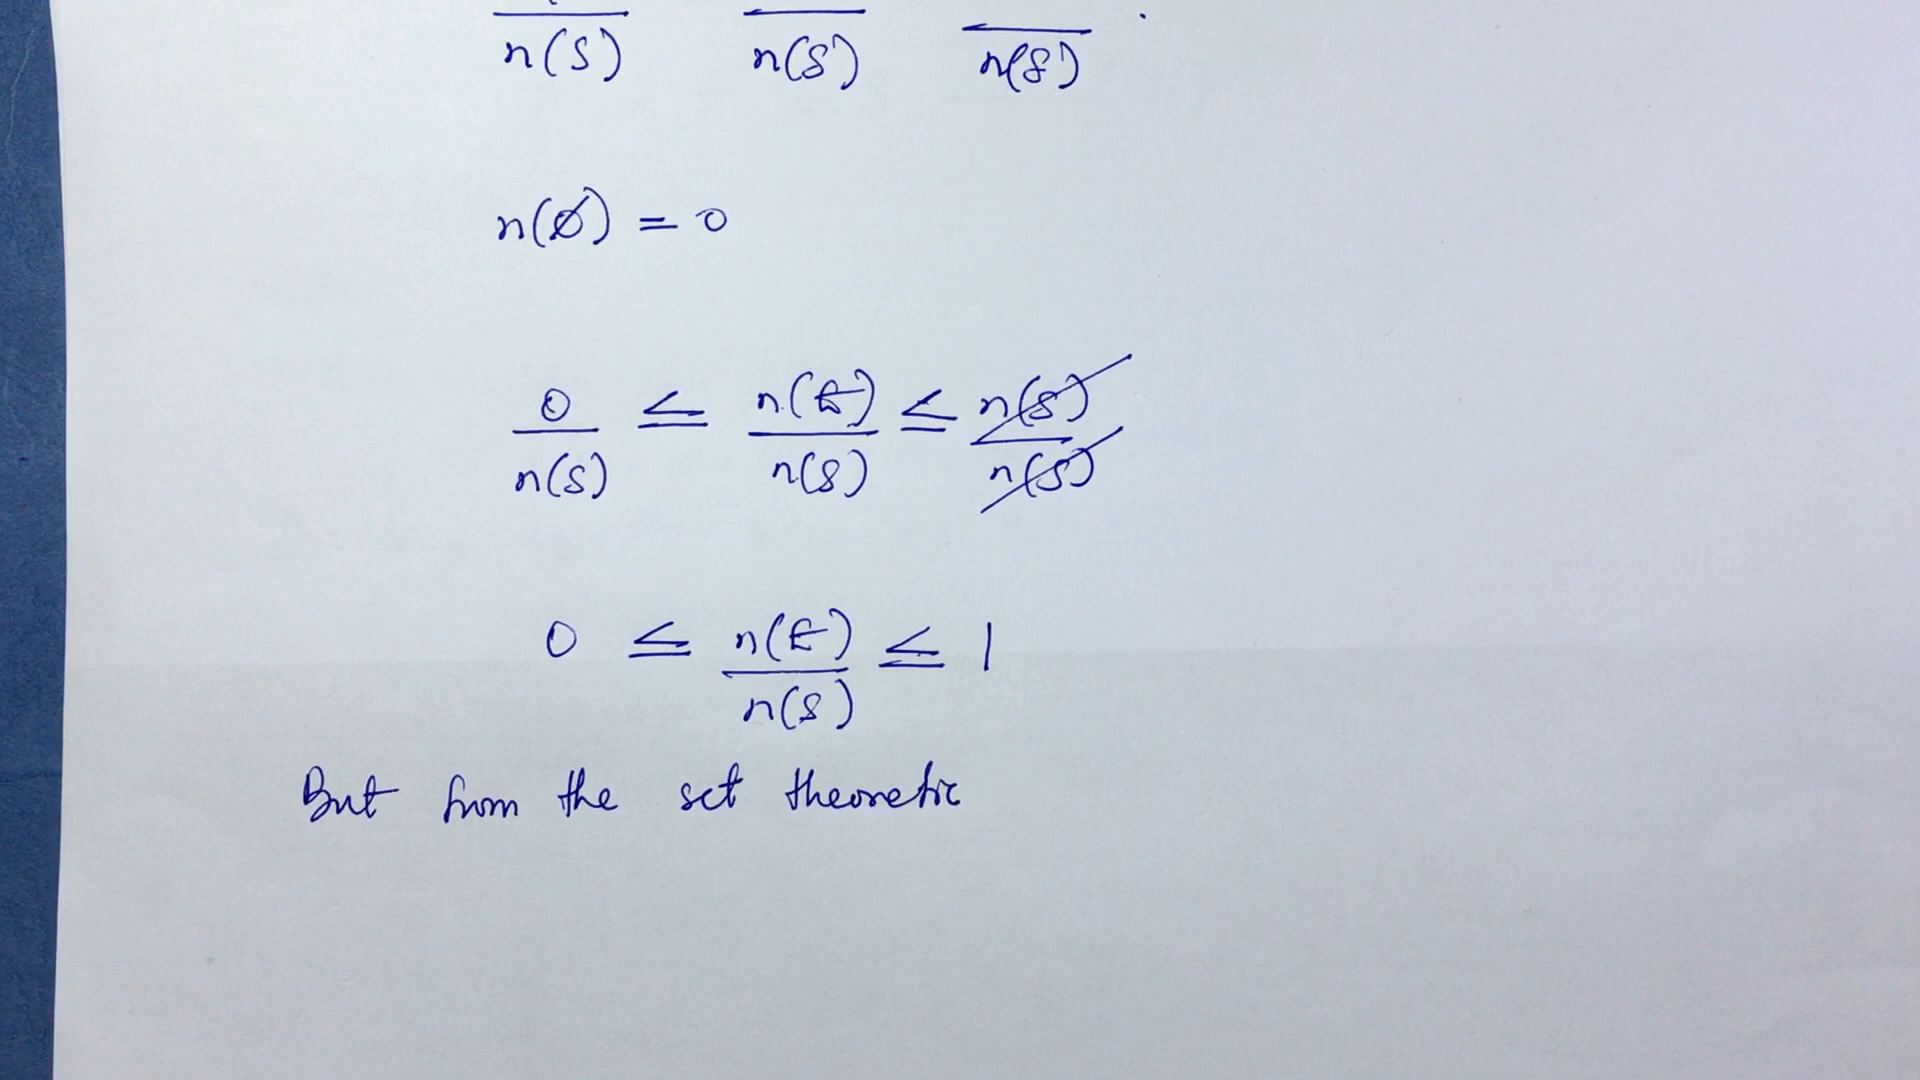 n(S) n(S) n(S)
n(∅) = 0
0/n(S) ≤ n(E)/n(S) ≤ n(S)/n(S)
0 ≤ n(E)/n(S) ≤ 1
But from the set theoretic